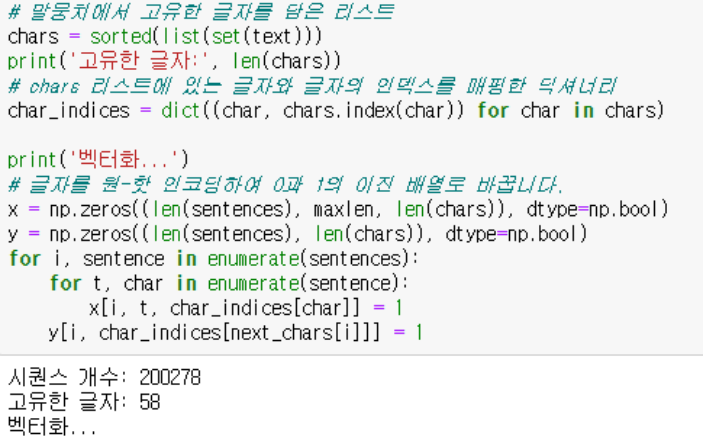 # 말뭉치에서 고유한 글자를 담은 리스트
chars = sorted(list(set(text)))
print('고유한 글자:', len(chars))
# chars 리스트에 있는 글자와 글자의 인덱스를 매핑한 딕셔너리
char_indices = dict((char, chars.index(char)) for char in chars)

print('벡터화...')
# 글자를 원-핫 인코딩하여 0과 1의 이진 배열로 바꿉니다.
x = np.zeros((len(sentences), maxlen, len(chars)), dtype=np.bool)
y = np.zeros((len(sentences), len(chars)), dtype=np.bool)
for i, sentence in enumerate(sentences):
    for t, char in enumerate(sentence):
        x[i, t, char_indices[char]] = 1
    y[i, char_indices[next_chars[i]]] = 1
시퀀스 개수: 200278
고유한 글자: 58
벡터화...